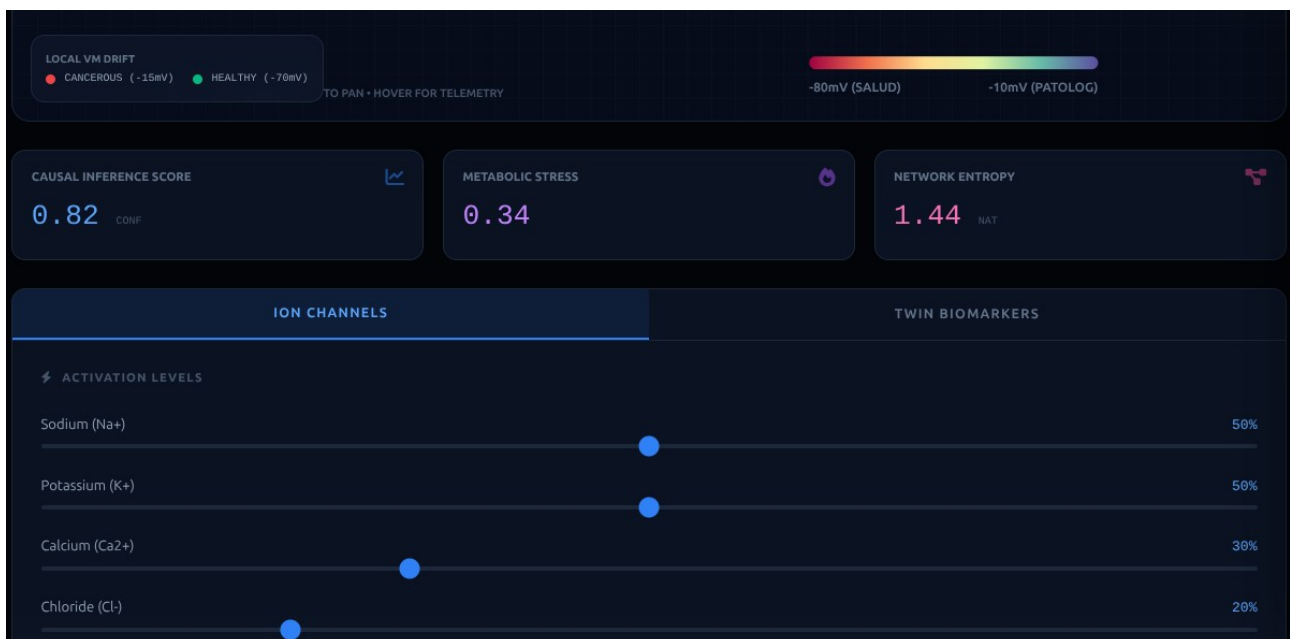 LOCAL VM DRIFT
CANCEROUS (-15mV) HEALTHY (-70mV)
TO PAN • HOVER FOR TELEMETRY
-80mV (SALUD) -10mV (PATOLOG)
CAUSAL INFERENCE SCORE
0.82 CONF
METABOLIC STRESS
0.34
NETWORK ENTROPY
1.44 NAT
ION CHANNELS
TWIN BIOMARKERS
ACTIVATION LEVELS
Sodium (Na+) 50%
Potassium (K+) 50%
Calcium (Ca2+) 30%
Chloride (Cl-) 20%